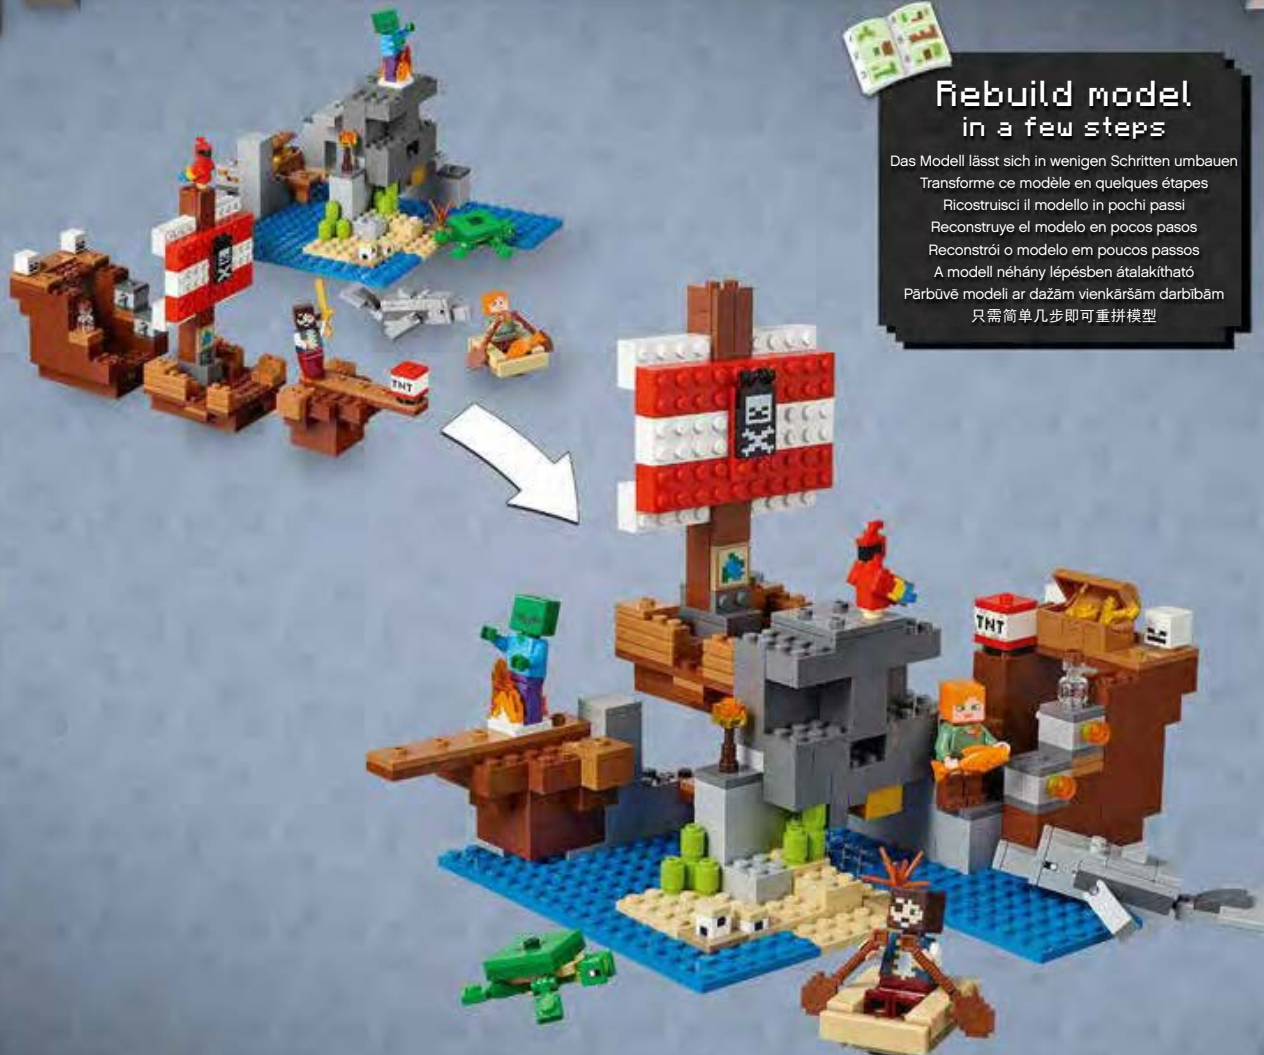 Rebuild model
in a few steps
Das Modell lässt sich in wenigen Schritten umbauen
Transforme ce modèle en quelques étapes
Ricostruisci il modello in pochi passi
Reconstruye el modelo en pocos pasos
Reconstrói o modelo em poucos passos
A modell néhány lépésben átalakítható
Pārbūvē modeli ar dažām vienkāršām darbībām
只需简单几步即可重拼模型
TNT
TNT